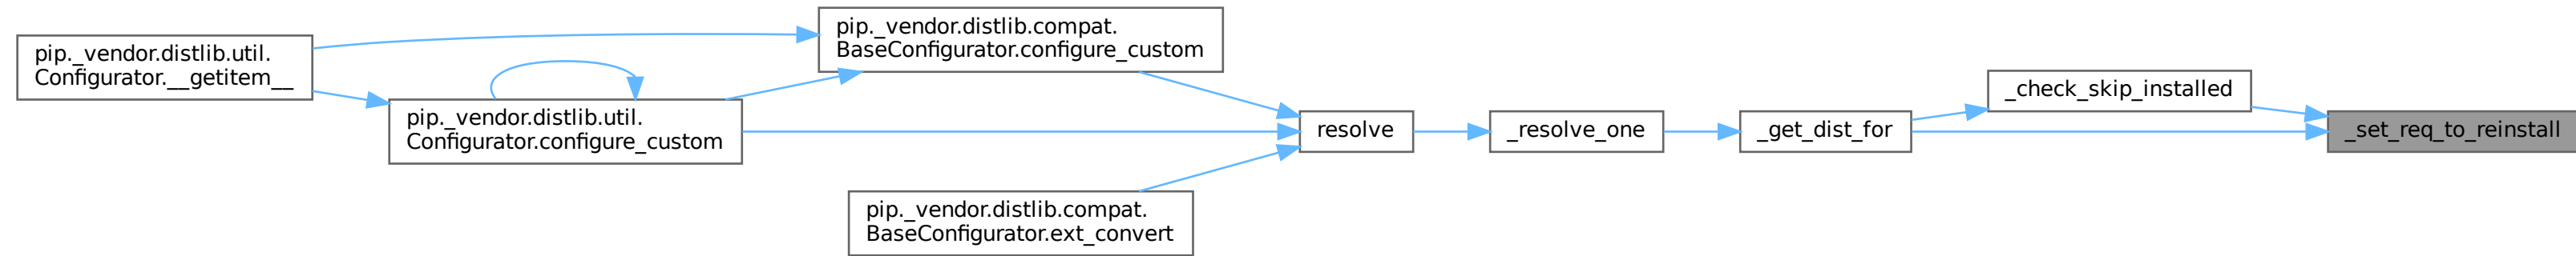 pip._vendor.distlib.util.
Configurator.__getitem__
pip._vendor.distlib.util.
Configurator.configure_custom
pip._vendor.distlib.compat.
BaseConfigurator.configure_custom
pip._vendor.distlib.compat.
BaseConfigurator.ext_convert
resolve
_resolve_one
_get_dist_for
_check_skip_installed
_set_req_to_reinstall